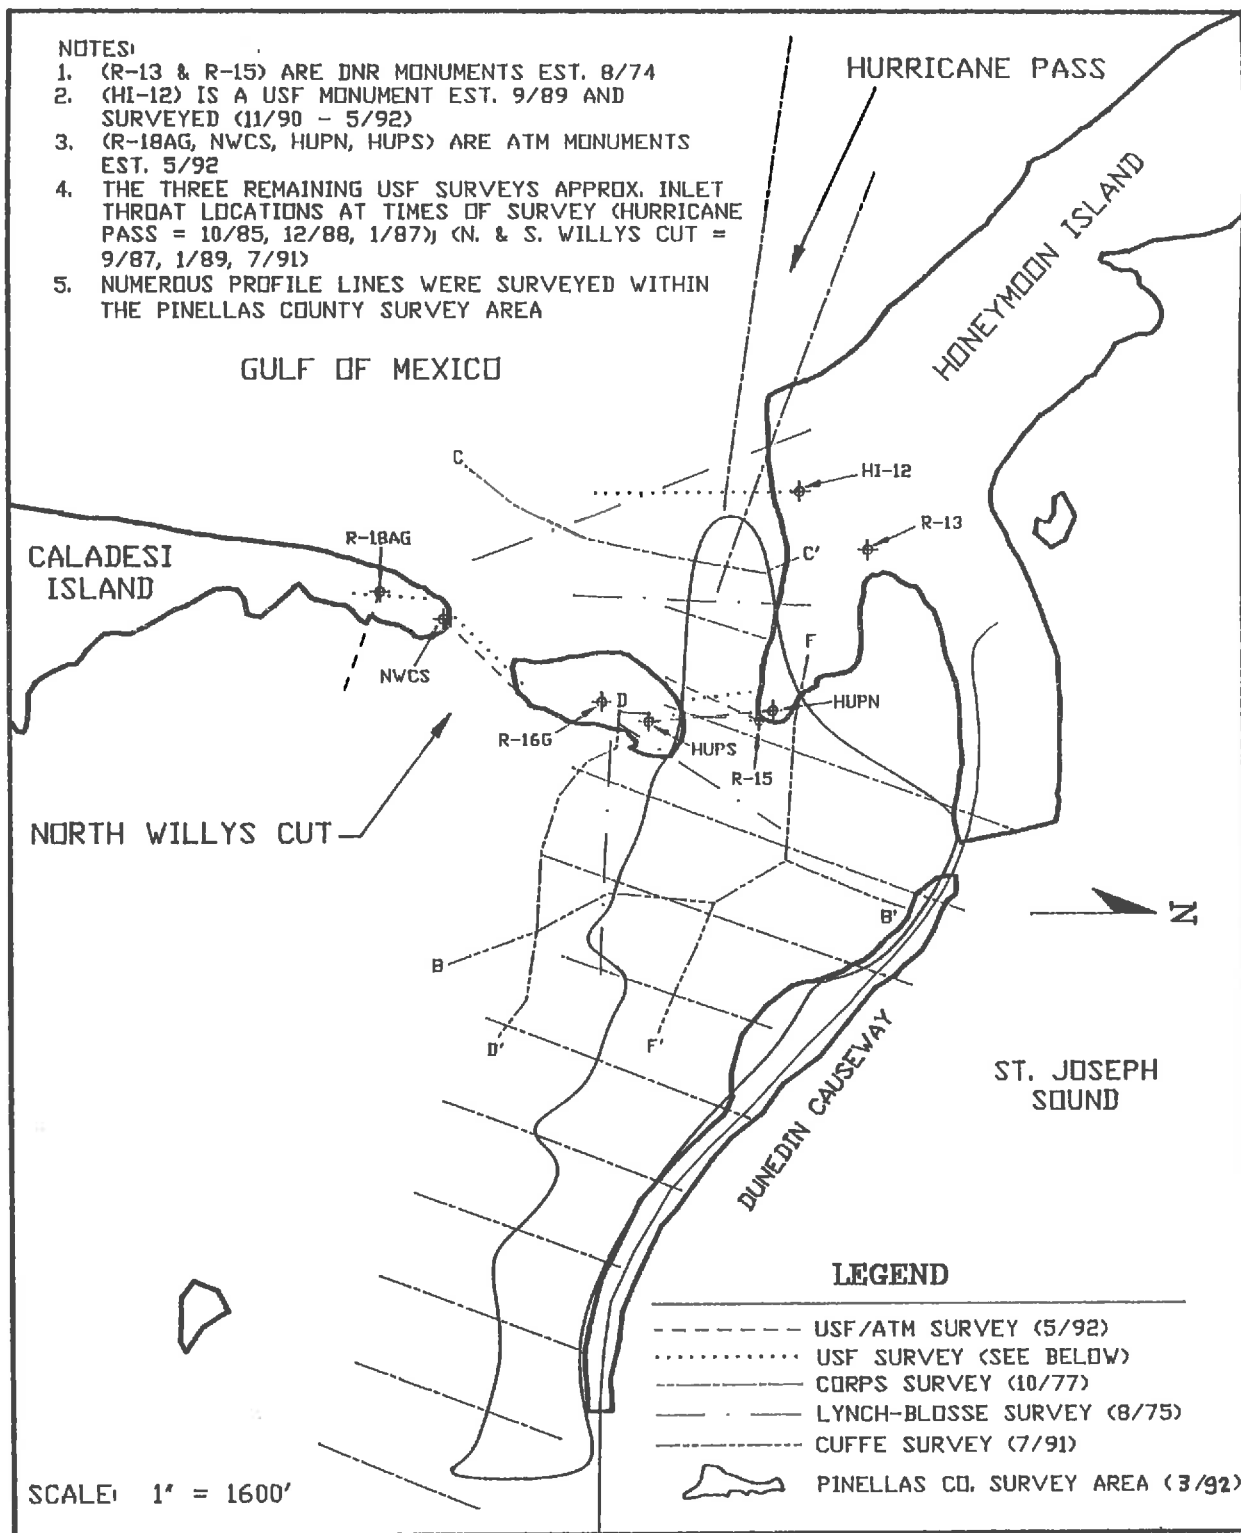 NOTES:
1. (R-13 & R-15) ARE DNR MONUMENTS EST. 8/74
2. (HI-12) IS A USF MONUMENT EST. 9/89 AND
SURVEYED (11/90 - 5/92)
3. (R-18AG, NWCS, HUPN, HUPS) ARE ATM MONUMENTS
EST. 5/92
4. THE THREE REMAINING USF SURVEYS APPROX. INLET
THROAT LOCATIONS AT TIMES OF SURVEY (HURRICANE
PASS = 10/85, 12/88, 1/87); (N. & S. WILLYS CUT =
9/87, 1/89, 7/91)
5. NUMEROUS PROFILE LINES WERE SURVEYED WITHIN
THE PINELLAS COUNTY SURVEY AREA
HURRICANE PASS
HONEYMOON ISLAND
GULF OF MEXICO
C
HI-12
R-13
R-18AG
C'
CALADESI
ISLAND
F
NWCS
D
HUPN
R-16G
HUPS
R-15
NORTH WILLYS CUT
B'
N
B
D'
F'
DUNEDIN CAUSEWAY
ST. JOSEPH
SOUND
LEGEND
USF/ATM SURVEY (5/92)
USF SURVEY (SEE BELOW)
CORPS SURVEY (10/77)
LYNCH-BLOSSE SURVEY (8/75)
CUFFE SURVEY (7/91)
PINELLAS CO. SURVEY AREA (3/92)
SCALE: 1" = 1600'